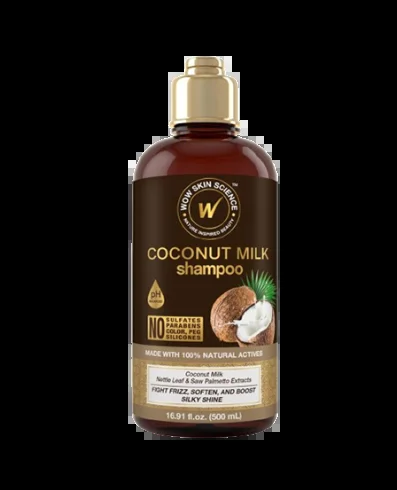 WOW SKIN SCIENCE
W
NATURE INSPIRED BEAUTY
COCONUT MILK
shampoo
pH
NO
SULFATES
PARABENS
COLOR, PEG
SILICONES
MADE WITH 100% NATURAL ACTIVES
Coconut Milk
Nettle Leaf & Saw Palmetto Extracts
FIGHT FRIZZ, SOFTEN, AND BOOST
SILKY SHINE
16.91 fl.oz. (500 mL)